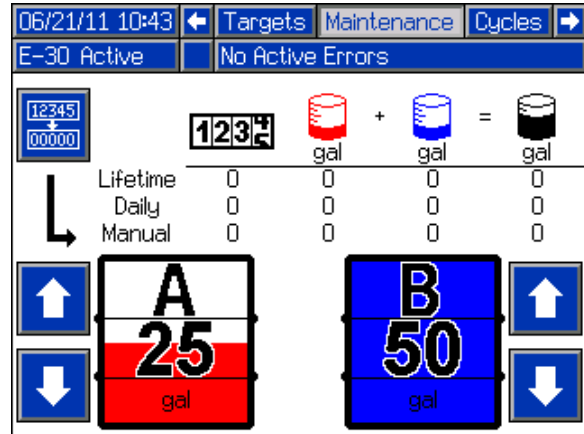 06/21/11 10:43 Targets Maintenance Cycles
E-30 Active No Active Errors
12345
00000
123
+ =
gal gal gal
Lifetime 0 0 0 0
Daily 0 0 0 0
Manual 0 0 0 0
A B
25 50
gal gal